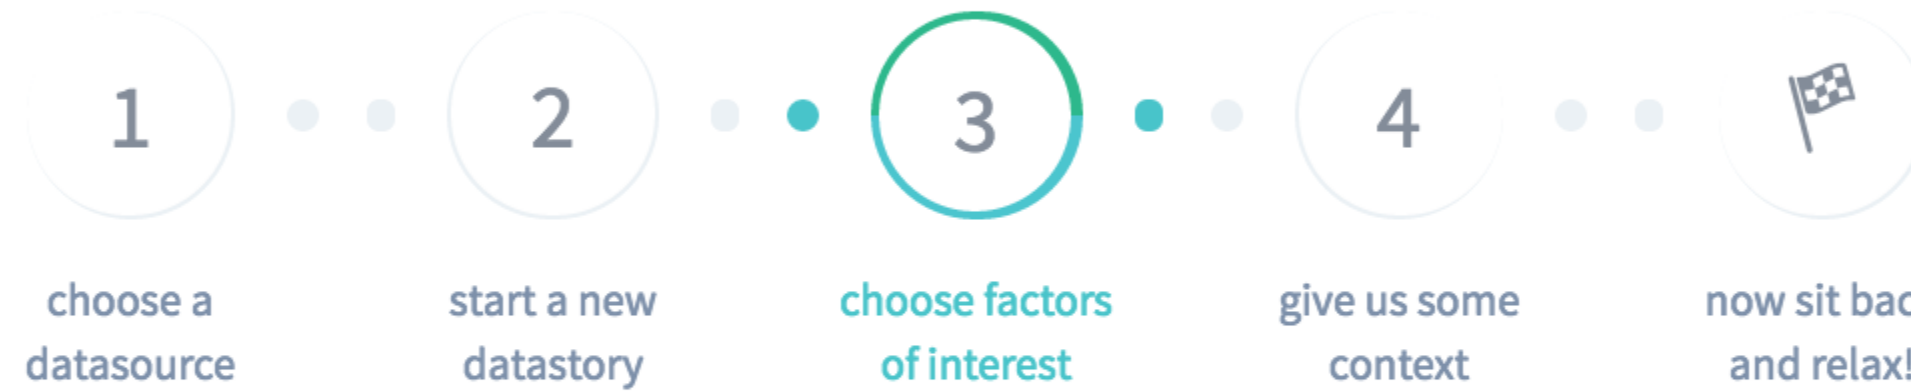 1
2
3
4
choose a
datasource
start a new
datastory
choose factors
of interest
give us some
context
now sit
and relax!